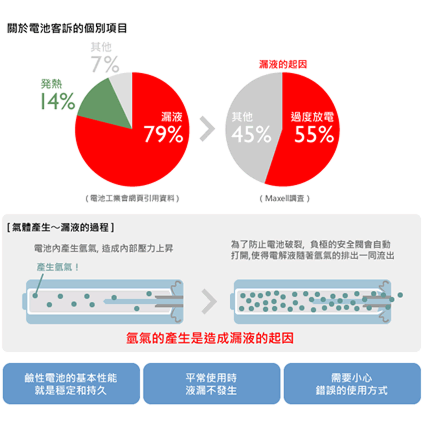 關於電池客訴的個別項目
其他
7%
發熱
14%
漏液
79%
(電池工業會網頁引用資料)
漏液的起因
其他
45%
過度放電
55%
( Maxell調查 )
[ 氣體產生～漏液的過程 ]
電池內產生氫氣, 造成內部壓力上昇
產生氫氣！
為了防止電池破裂, 負極的安全閥會自動
打開,使得電解液隨著氫氣的排出一同流出
氫氣的產生是造成漏液的起因
鹼性電池的基本性能
就是穩定和持久
平常使用時
液漏不發生
需要小心
錯誤的使用方式